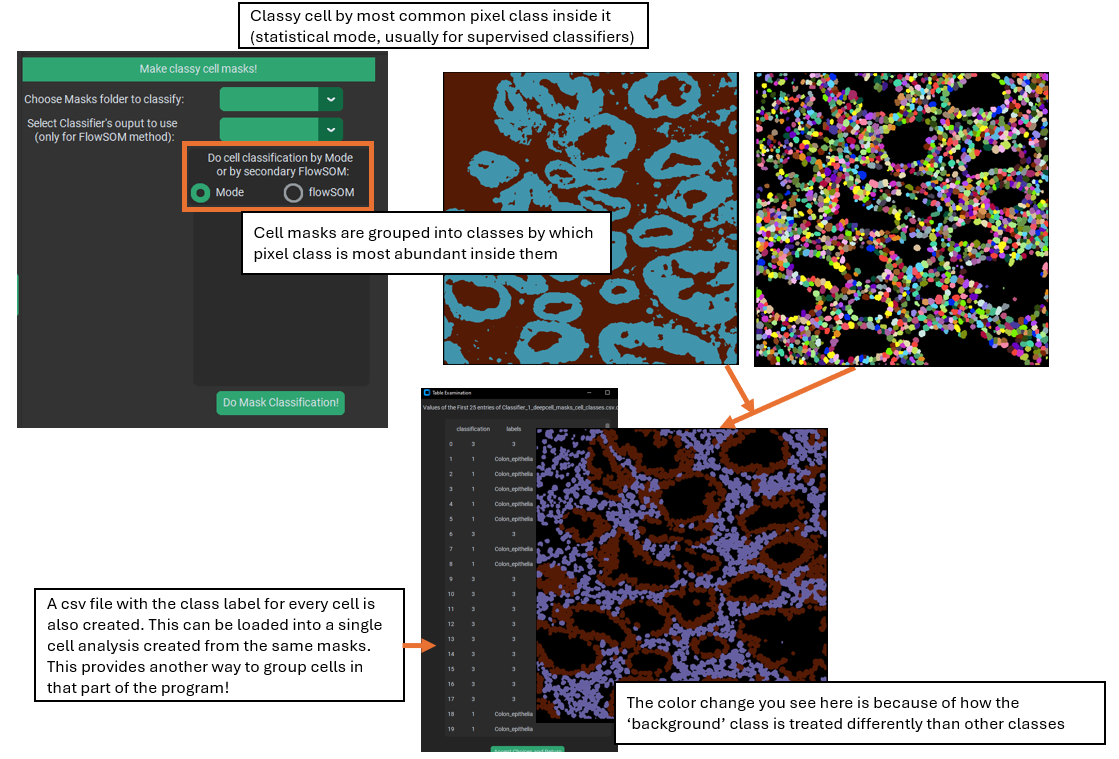 Classy cell by most common pixel class inside it
(statistical mode, usually for supervised classifiers)
Make classy cell masks!
Choose Masks folder to classify:
Select Classifier's ouput to use
(only for FlowSOM method):
Do cell classification by Mode
or by secondary FlowSOM:
Mode
flowSOM
Cell masks are grouped into classes by which
pixel class is most abundant inside them
Do Mask Classification!
Table Examination
Values of the First 25 entries of Classifier_1_deepcell_masks_cell_classes.csv
classification labels
0 3 3
1 1 Colon_epithelia
2 1 Colon_epithelia
3 1 Colon_epithelia
4 1 Colon_epithelia
5 1 Colon_epithelia
6 3 3
7 1 Colon_epithelia
8 1 Colon_epithelia
9 3 3
10 3 3
11 3 3
12 3 3
13 3 3
14 3 3
15 3 3
16 3 3
17 3 3
18 1 Colon_epithelia
19 1 Colon_epithelia
A csv file with the class label for every cell is
also created. This can be loaded into a single
cell analysis created from the same masks.
This provides another way to group cells in
that part of the program!
The color change you see here is because of how the
‘background’ class is treated differently than other classes